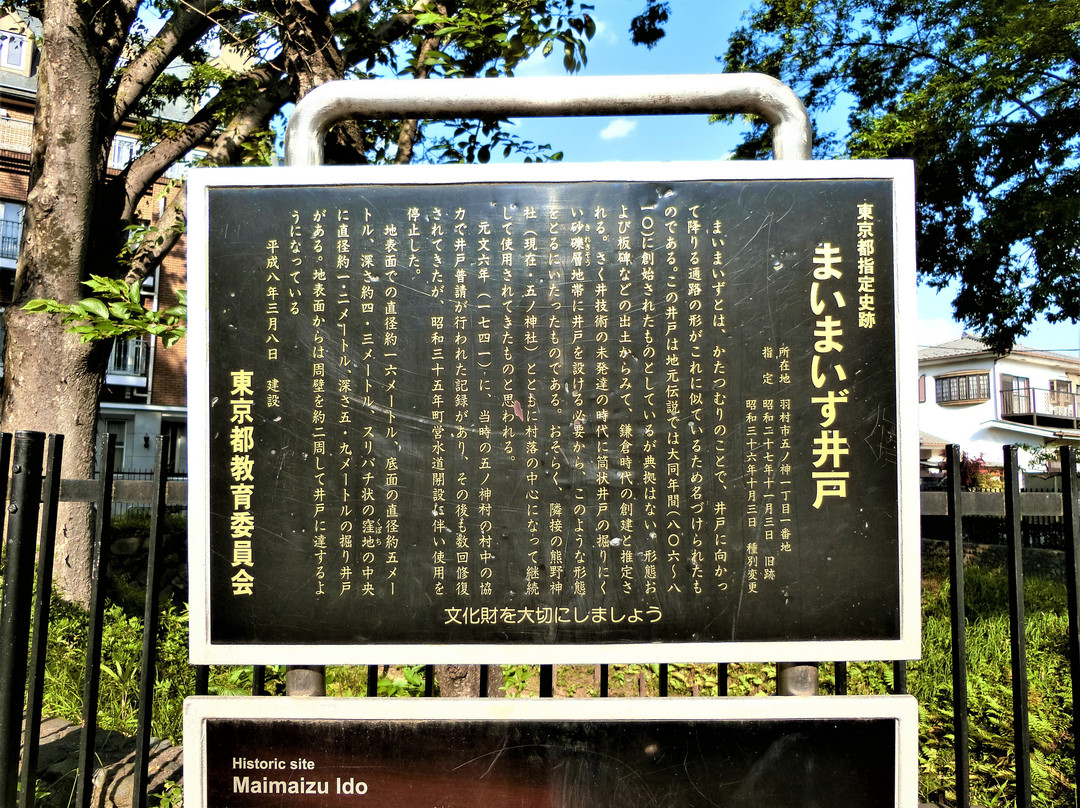 東京都指定史跡
まいまいず井戸
所在地 羽村市五ノ神一丁目一番地
指定 昭和二十七年十一月三日 旧跡
昭和三十六年十月三日 種別変更
まいまいずとは、かたつむりのことで、井戸に向かっ
て降りる通路の形がこれに似ているため名づけられたも
のである。この井戸は地元伝説では大同年間(八〇六〜八
一〇)に創始されたものとしているが典拠はない。形態お
よび板碑などの出土からみて、鎌倉時代の創建と推定さ
れる。さく井技術の未発達の時代に筒状井戸の掘りにく
い砂礫層地帯に井戸を設ける必要から、このような形態
をとるにいたったものである。おそらく、隣接の熊野神
社(現在・五ノ神社)とともに村落の中心になって継続
して使用されてきたものと思われる。
元文六年(一七四一)に、当時の五ノ神村の村中の協
力で井戸普請が行われた記録があり、その後も数回修復
されてきたが、昭和三十五年町営水道開設に伴い使用を
停止した。
地表面での直径約一六メートル、底面の直径約五メー
トル、深さ約四・三メートル、スリバチ状の窪地の中央
に直径約一・二メートル、深さ五・九メートルの掘り井戸
がある。地表面からは周壁を約二周して井戸に達するよ
うになっている
平成八年三月八日 建設
東京都教育委員会
文化財を大切にしましょう
Historic site
Maimaizu Ido